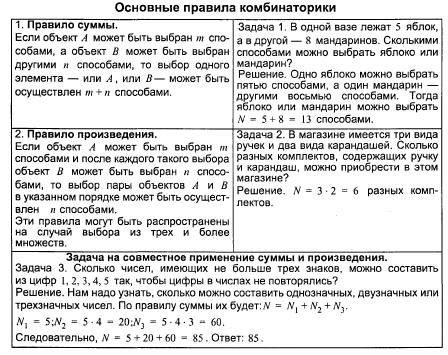 Основные правила комбинаторики
1. Правило суммы.
Если объект A может быть выбран m спо-
собами, а объект B может быть выбран
другими n способами, то выбор одного
элемента — или A, или B— может быть
осуществлен m+n способами.
Задача 1. В одной вазе лежат 5 яблок,
а в другой — 8 мандаринов. Сколькими
способами можно выбрать яблоко или
мандарин?
Решение. Одно яблоко можно выбрать
пятью способами, а один мандарин —
другими восемью способами. Тогда
яблоко или мандарин можно выбрать
N = 5+8 = 13 способами.
2. Правило произведения.
Если объект A может быть выбран m
способами и после каждого такого выбора
объект B может быть выбран n спосо-
бами, то выбор пары объектов A и B
в указанном порядке может быть осущест-
влен n способами.
Эти правила могут быть распространены
на случай выбора из трех и более
множеств.
Задача 2. В магазине имеется три вида
ручек и два вида карандашей. Сколько
разных комплектов, содержащих ручку
и карандаш, можно приобрести в этом
магазине?
Решение. N = 3·2 = 6 разных комп-
лектов.
Задача на совместное применение суммы и произведения.
Задача 3. Сколько чисел, имеющих не больше трех знаков, можно составить
из цифр 1, 2, 3, 4, 5 так, чтобы цифры в числах не повторялись?
Решение. Нам надо узнать, сколько можно составить однозначных, двузначных или
трехзначных чисел. По правилу суммы их будет: N = N₁ + N₂ + N₃.
N₁ = 5; N₂ = 5·4 = 20; N₃ = 5·4·3 = 60.
Следовательно, N = 5+20+60 = 85. Ответ: 85.